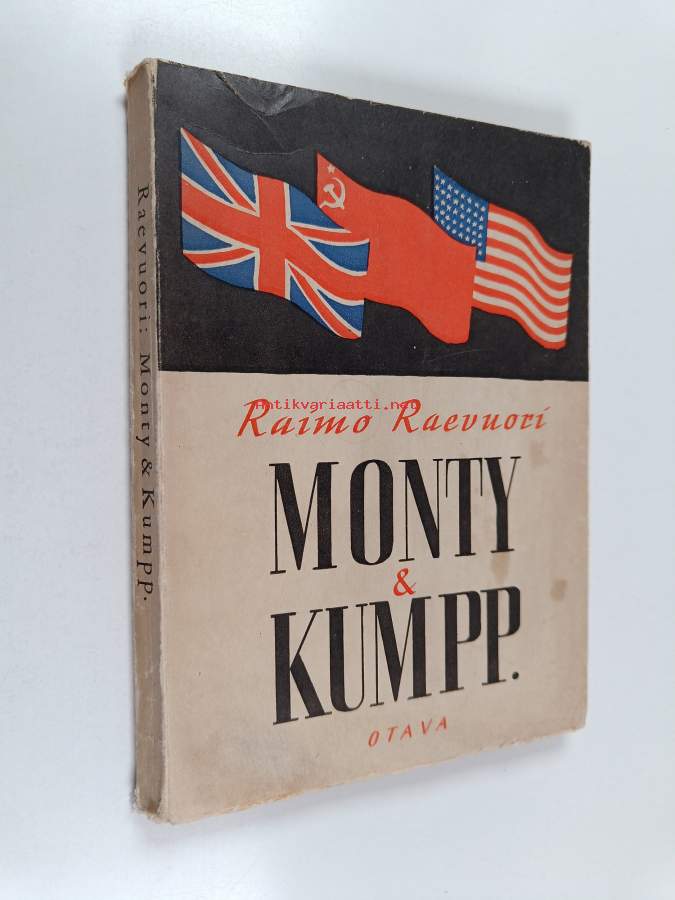 Raevuori: Monty & Kumpp.
Antikvariaatti.net
Raimo Raevuori
MONTY
&
KUMPP.
OTAVA